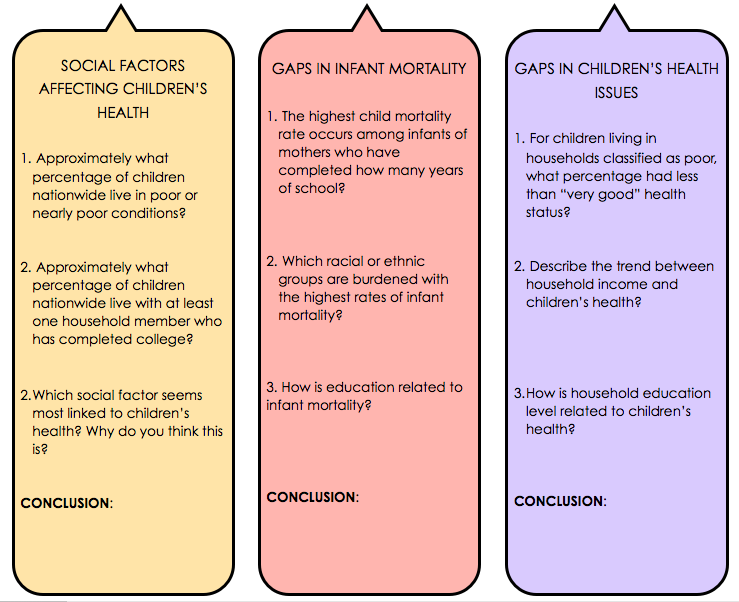 SOCIAL FACTORS
AFFECTING CHILDREN'S
HEALTH
1. Approximately what
percentage of children
nationwide live in poor or
nearly poor conditions?
2. Approximately what
percentage of children
nationwide live with at least
one household member who
has completed college?
2.Which social factor seems
most linked to children's
health? Why do you think this
is?
CONCLUSION:
GAPS IN INFANT MORTALITY
1. The highest child mortality
rate occurs among infants of
mothers who have
completed how many years
of school?
2. Which racial or ethnic
groups are burdened with
the highest rates of infant
mortality?
3. How is education related to
infant mortality?
CONCLUSION:
GAPS IN CHILDREN'S HEALTH
ISSUES
1. For children living in
households classified as poor,
what percentage had less
than “very good” health
status?
2. Describe the trend between
household income and
children's health?
3.How is household education
level related to children's
health?
CONCLUSION: